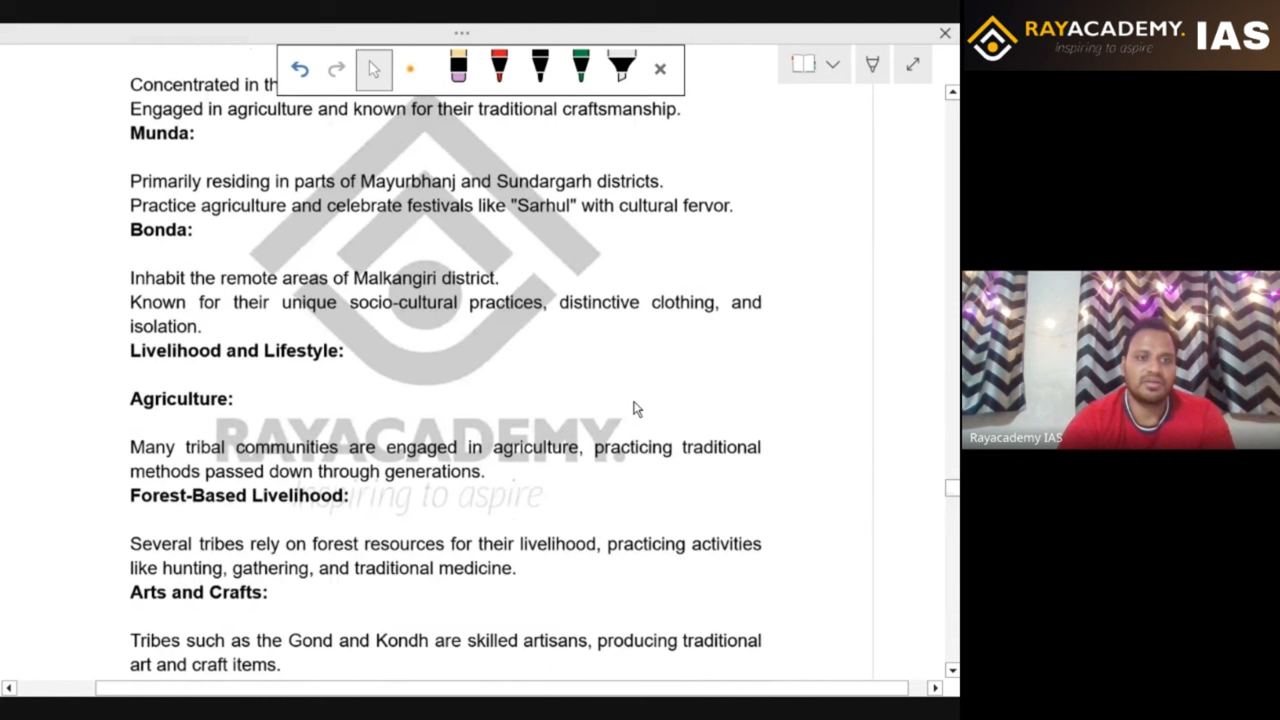 RAYACADEMY. IAS
inspiring to aspire
Concentrated in th
Engaged in agriculture and known for their traditional craftsmanship.
Munda:
Primarily residing in parts of Mayurbhanj and Sundargarh districts.
Practice agriculture and celebrate festivals like "Sarhul" with cultural fervor.
Bonda:
Inhabit the remote areas of Malkangiri district.
Known for their unique socio-cultural practices, distinctive clothing, and
isolation.
Livelihood and Lifestyle:
Agriculture:
RAYACADEMY.
Many tribal communities are engaged in agriculture, practicing traditional
methods passed down through generations.
Forest-Based Livelihood:
Inspiring to aspire
Several tribes rely on forest resources for their livelihood, practicing activities
like hunting, gathering, and traditional medicine.
Arts and Crafts:
Tribes such as the Gond and Kondh are skilled artisans, producing traditional
art and craft items.
Rayacademy IAS